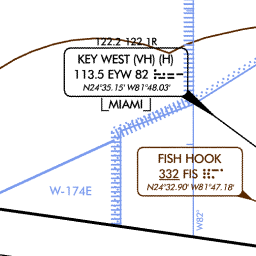 122.2 122.1R
KEY WEST (VH) (H)
113.5 EYW 82
N24°35.15' W81°48.03'
MIAMI
FISH HOOK
332 FIS
N24°32.90' W81°47.18'
W-174E
W82°